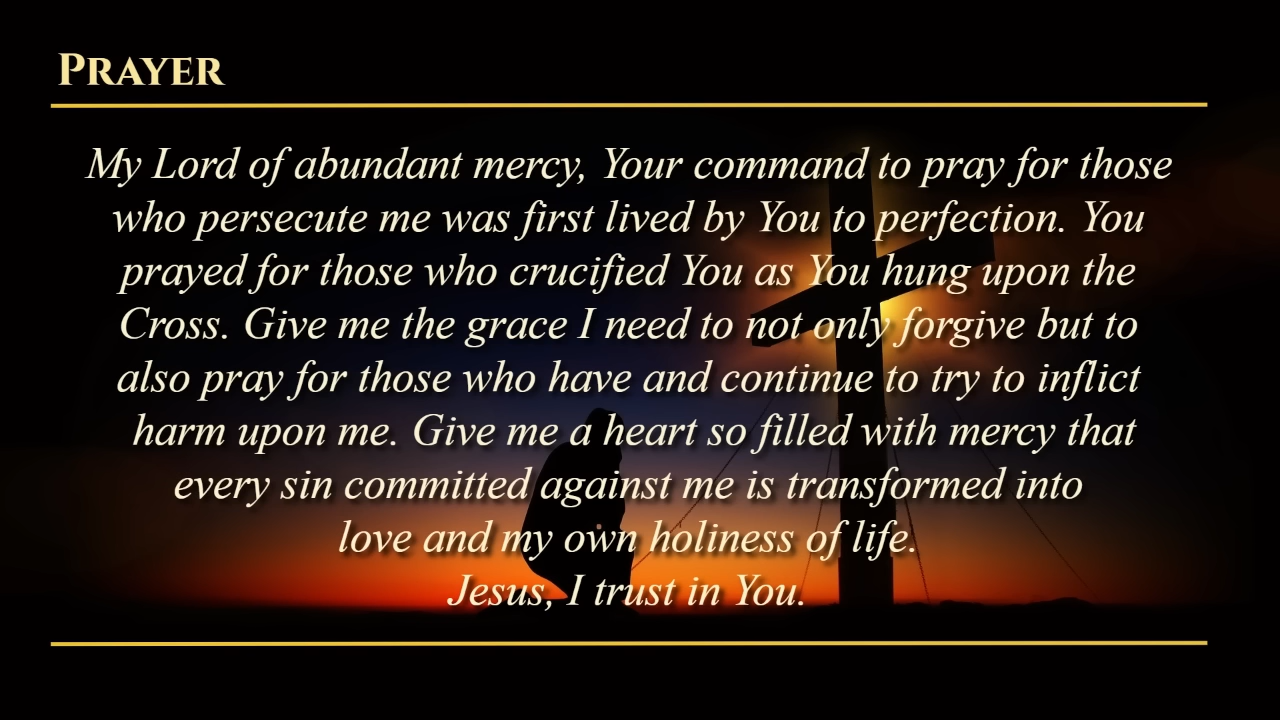 Prayer
My Lord of abundant mercy, Your command to pray for those
who persecute me was first lived by You to perfection. You
prayed for those who crucified You as You hung upon the
Cross. Give me the grace I need to not only forgive but to
also pray for those who have and continue to try to inflict
harm upon me. Give me a heart so filled with mercy that
every sin committed against me is transformed into
love and my own holiness of life.
Jesus, I trust in You.